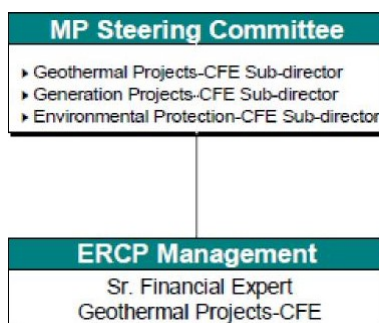 MP Steering Committee
▸ Geothermal Projects-CFE Sub-director
▸ Generation Projects-CFE Sub-director
▸ Environmental Protection-CFE Sub-director
ERCP Management
Sr. Financial Expert
Geothermal Projects-CFE